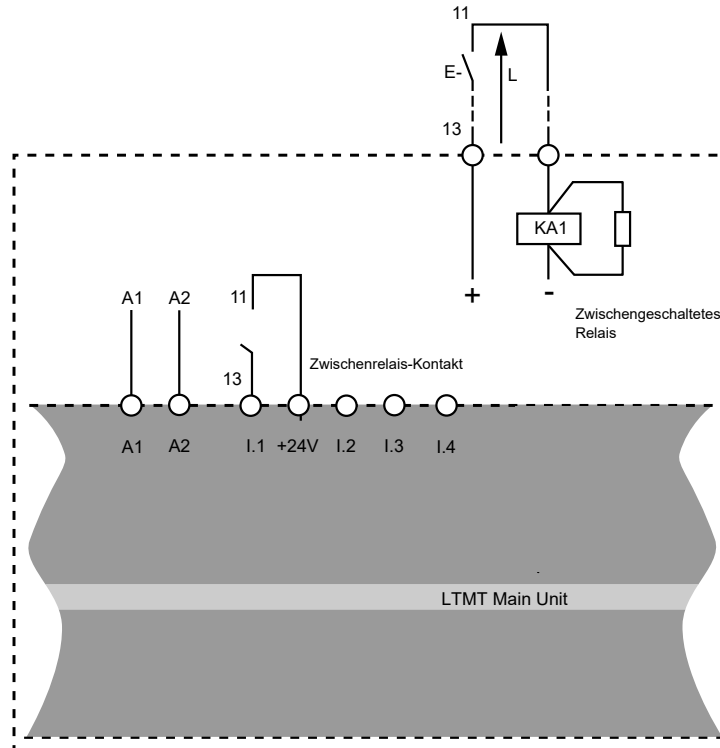 11
E-
L
13
KA1
+
-
Zwischengeschaltetes
Relais
A1
A2
11
13
Zwischenrelais-Kontakt
A1
A2
I.1
+24V
I.2
I.3
I.4
LTMT Main Unit